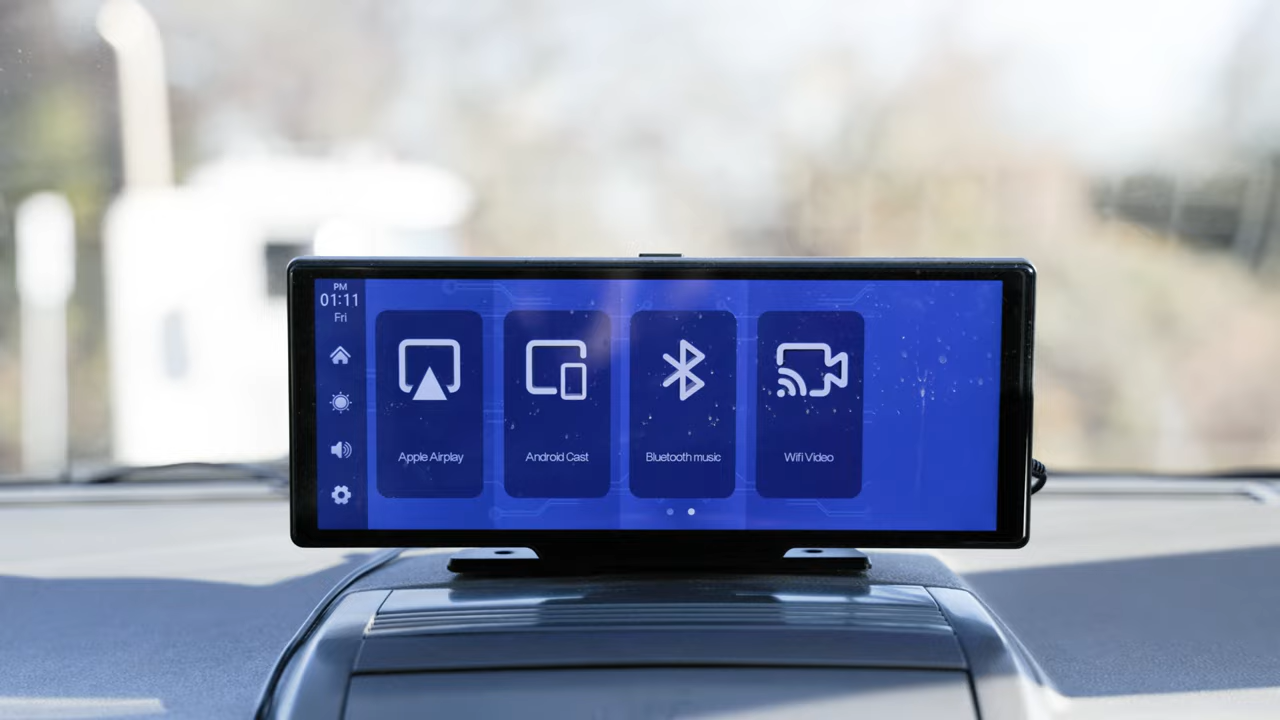 PM
01:11
Fri
Apple Airplay
Android Cast
Bluetooth music
Wifi Video